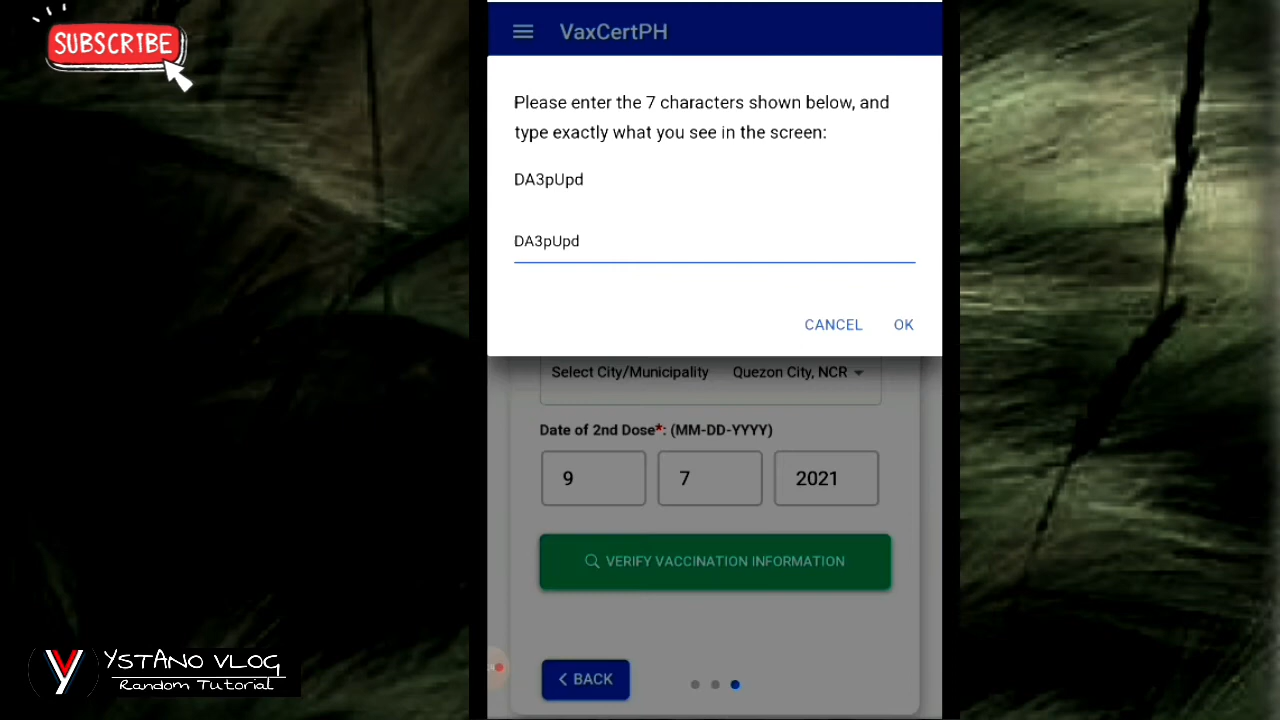 SUBSCRIBE
VaxCertPH
Please enter the 7 characters shown below, and
type exactly what you see in the screen:
DA3pUpd
DA3pUpd
CANCEL OK
Select City/Municipality Quezon City, NCR
Date of 2nd Dose*: (MM-DD-YYYY)
9 7 2021
VERIFY VACCINATION INFORMATION
BACK
YSTANO VLOG
Random Tutorial